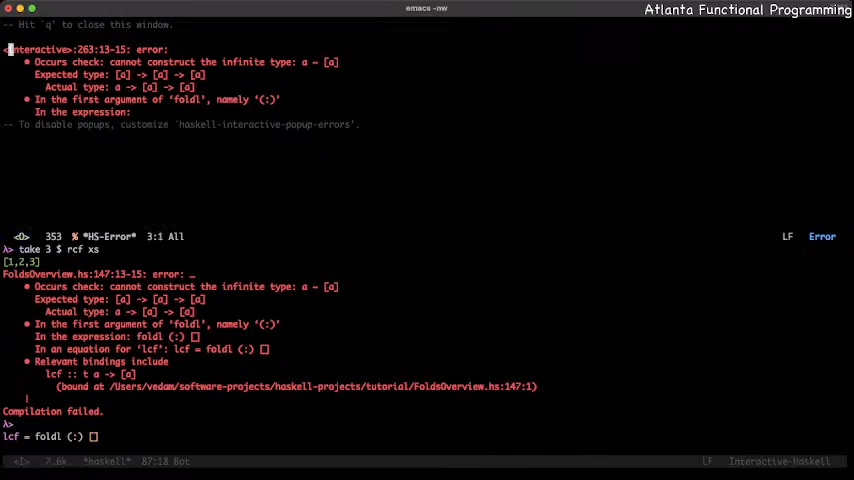 emacs -nw
Atlanta Functional Programming
-- Hit `q' to close this window.
<interactive>:263:13-15: error:
• Occurs check: cannot construct the infinite type: a ~ [a]
Expected type: [a] -> [a] -> [a]
Actual type: a -> [a] -> [a]
• In the first argument of ‘foldl’, namely ‘(:)’
In the expression:
-- To disable popups, customize `haskell-interactive-popup-errors'.
<O> 353 % *HS-Error* 3:1 All LF Error
λ> take 3 $ rcf xs
[1,2,3]
FoldsOverview.hs:147:13-15: error: …
• Occurs check: cannot construct the infinite type: a ~ [a]
Expected type: [a] -> [a] -> [a]
Actual type: a -> [a] -> [a]
• In the first argument of ‘foldl’, namely ‘(:)’
In the expression: foldl (:) []
In an equation for ‘lcf’: lcf = foldl (:) []
• Relevant bindings include
lcf :: t a -> [a]
(bound at /Users/vedam/software-projects/haskell-projects/tutorial/FoldsOverview.hs:147:1)
|
Compilation failed.
λ>
lcf = foldl (:) []
<I> 7.6k *haskell* 87:18 Bot LF Interactive-Haskell